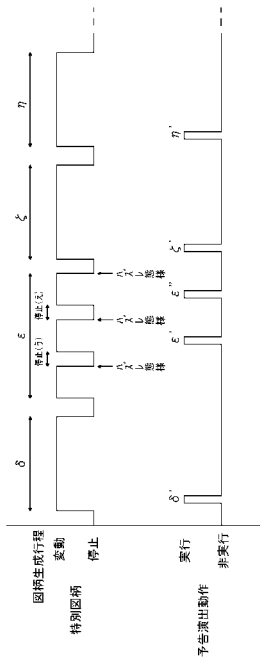 図柄生成行程
δ
ε
ζ
η
特別図柄
変動
停止
停止(う)
停止(え)
ハズレ態様
ハズレ態様
ハズレ態様
予告演出動作
実行
非実行
δ'
ε'
ε''
ζ'
η'